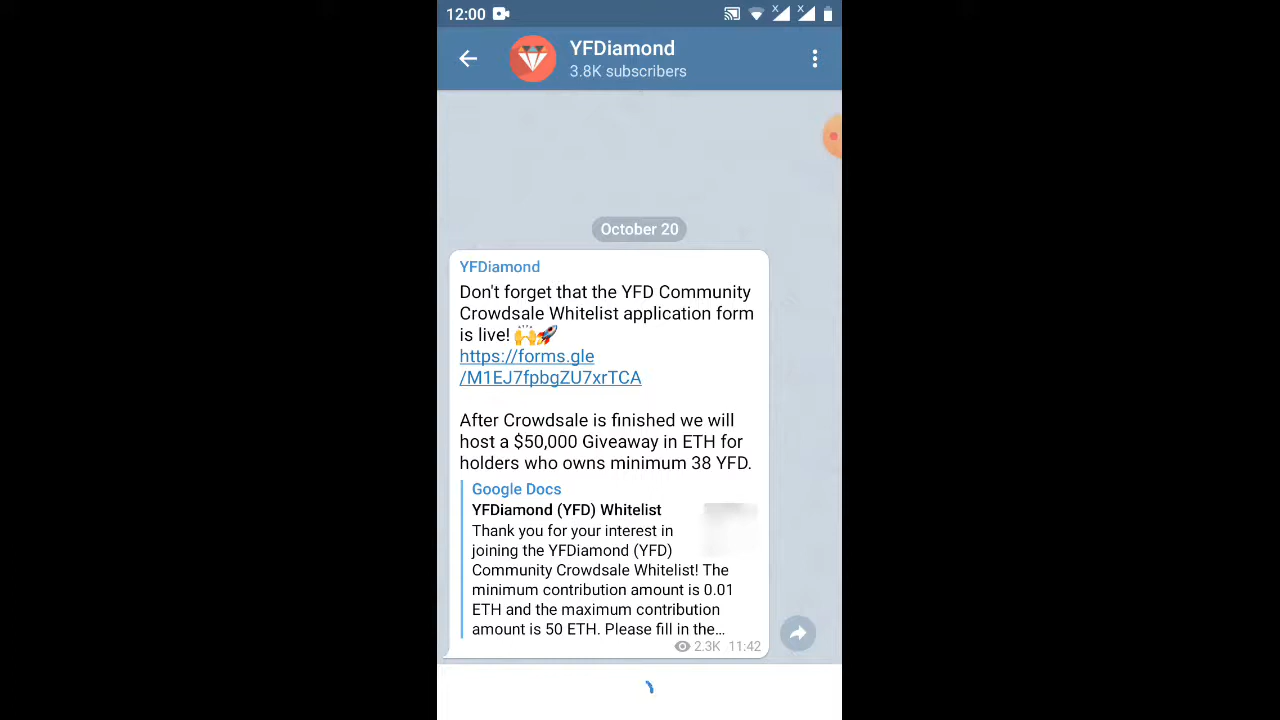 12:00
YFDiamond
3.8K subscribers
October 20
YFDiamond
Don't forget that the YFD Community
Crowdsale Whitelist application form
is live! 🙌🚀
https://forms.gle
/M1EJ7fpbgZU7xrTCA
After Crowdsale is finished we will
host a $50,000 Giveaway in ETH for
holders who owns minimum 38 YFD.
Google Docs
YFDiamond (YFD) Whitelist
Thank you for your interest in
joining the YFDiamond (YFD)
Community Crowdsale Whitelist! The
minimum contribution amount is 0.01
ETH and the maximum contribution
amount is 50 ETH. Please fill in the...
2.3K 11:42